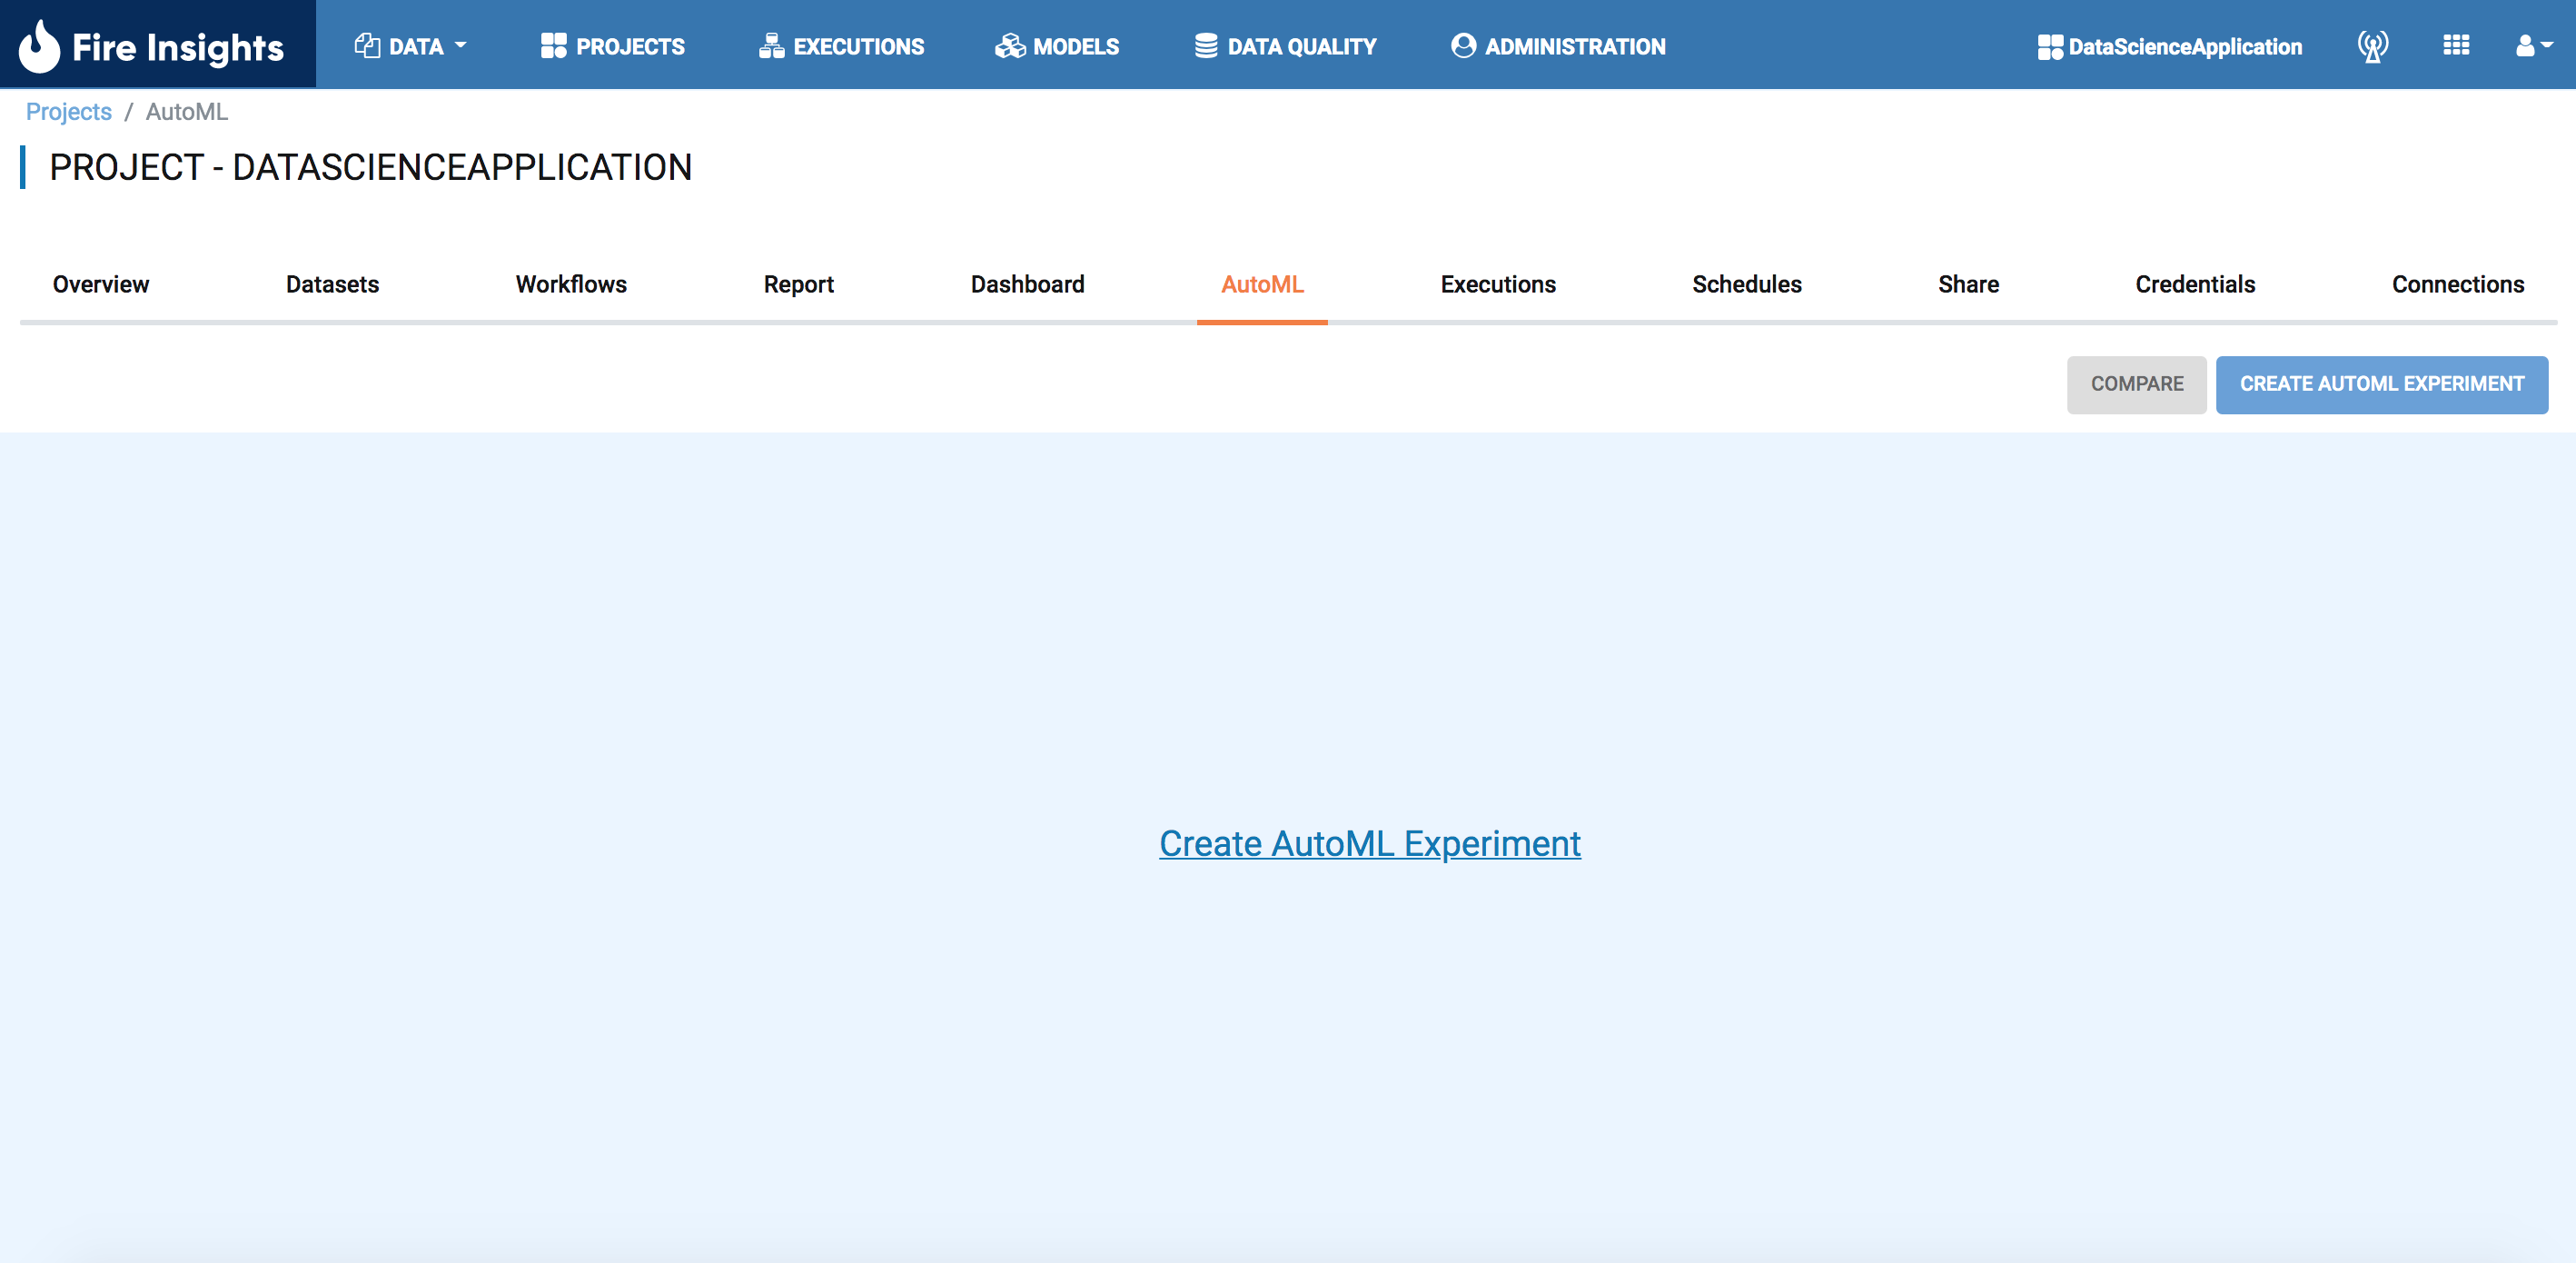 Fire Insights DATA PROJECTS EXECUTIONS MODELS DATA QUALITY ADMINISTRATION DataScienceApplication
Projects / AutoML
PROJECT - DATASCIENCEAPPLICATION
Overview Datasets Workflows Report Dashboard AutoML Executions Schedules Share Credentials Connections
COMPARE CREATE AUTOML EXPERIMENT
Create AutoML Experiment